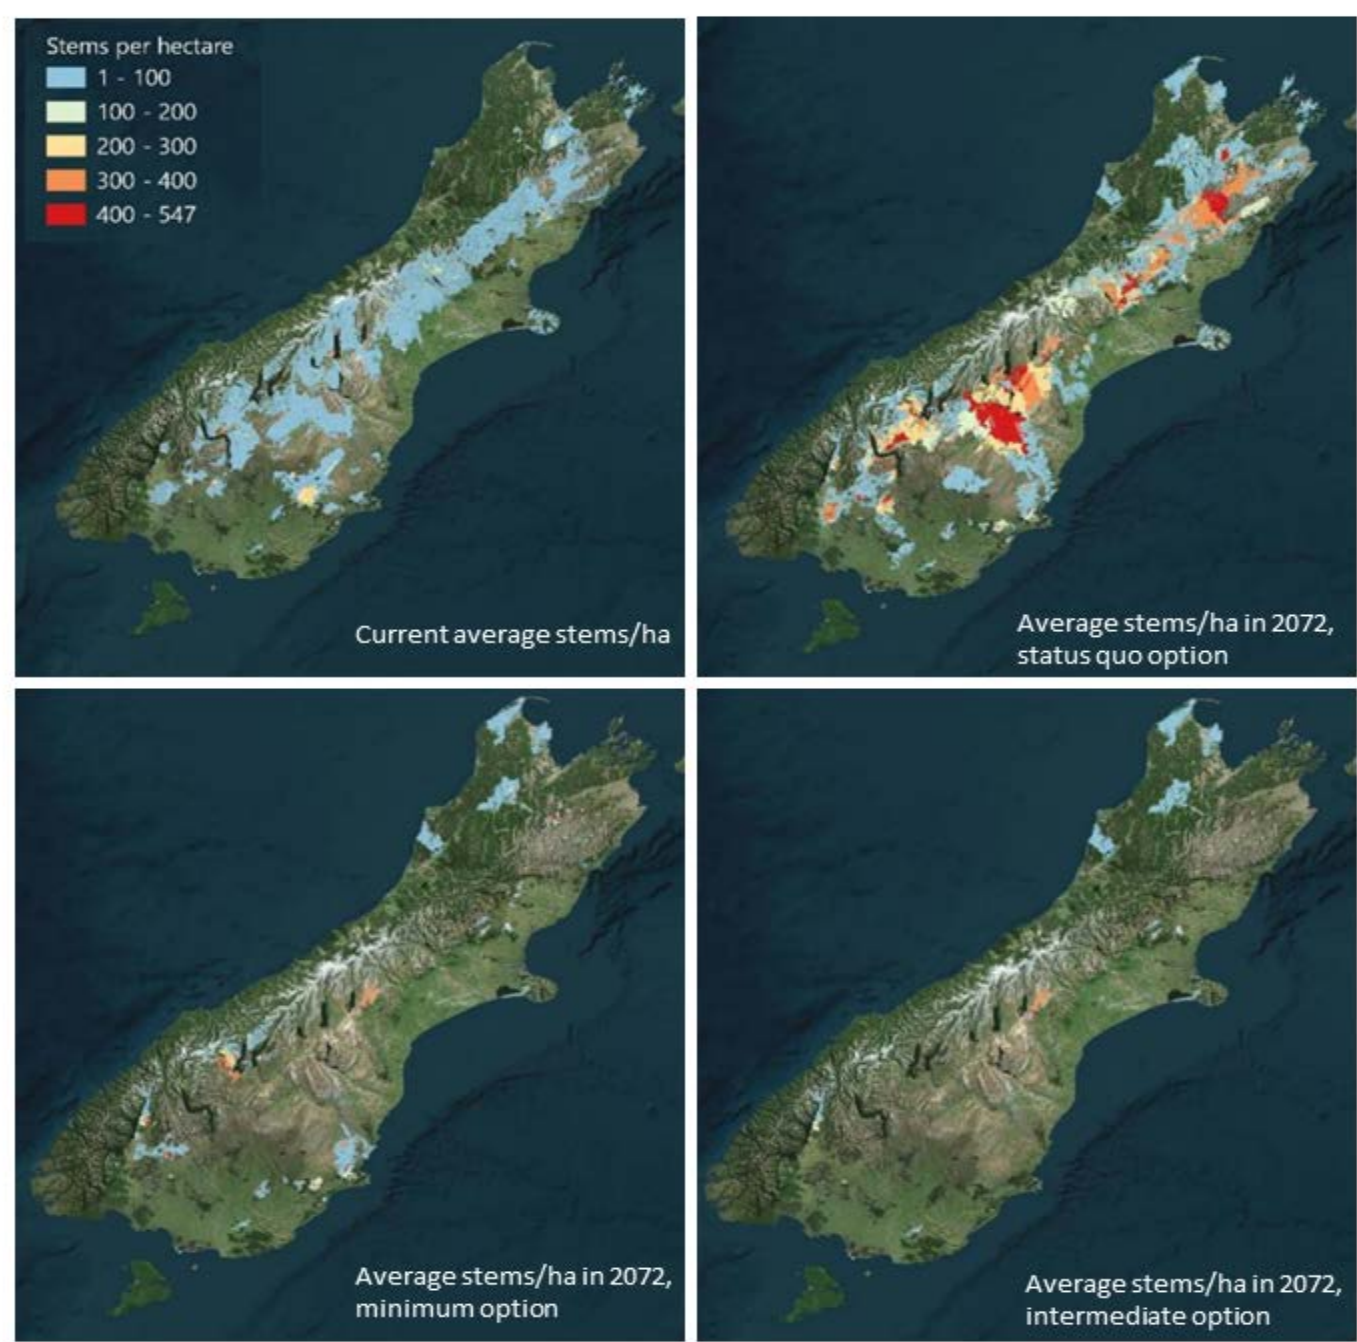 Stems per hectare
1 - 100
100 - 200
200 - 300
300 - 400
400 - 547
Current average stems/ha
Average stems/ha in 2072,
status quo option
Average stems/ha in 2072,
minimum option
Average stems/ha in 2072,
intermediate option